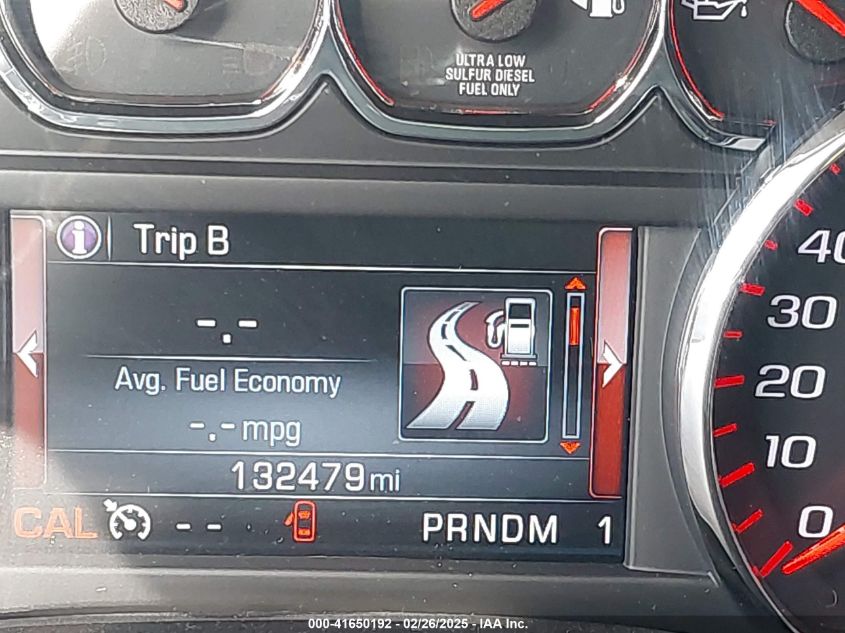 ULTRA LOW
SULFUR DIESEL
FUEL ONLY
i Trip B
-.-
Avg. Fuel Economy
-.- mpg
132479 mi
CAL -- PRNDM 1
40
30
20
10
0
000-41650192 - 02/26/2025 - IAA Inc.